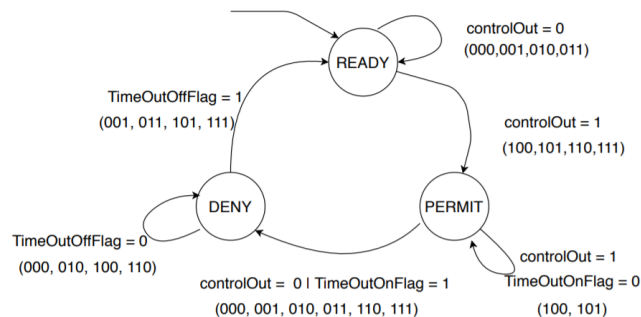 controlOut = 0
(000,001,010,011)
READY
TimeOutOffFlag = 1
(001, 011, 101, 111)
controlOut = 1
(100,101,110,111)
DENY
PERMIT
TimeOutOffFlag = 0
(000, 010, 100, 110)
controlOut = 1
TimeOutOnFlag = 0
(100, 101)
controlOut = 0 | TimeOutOnFlag = 1
(000, 001, 010, 011, 110, 111)